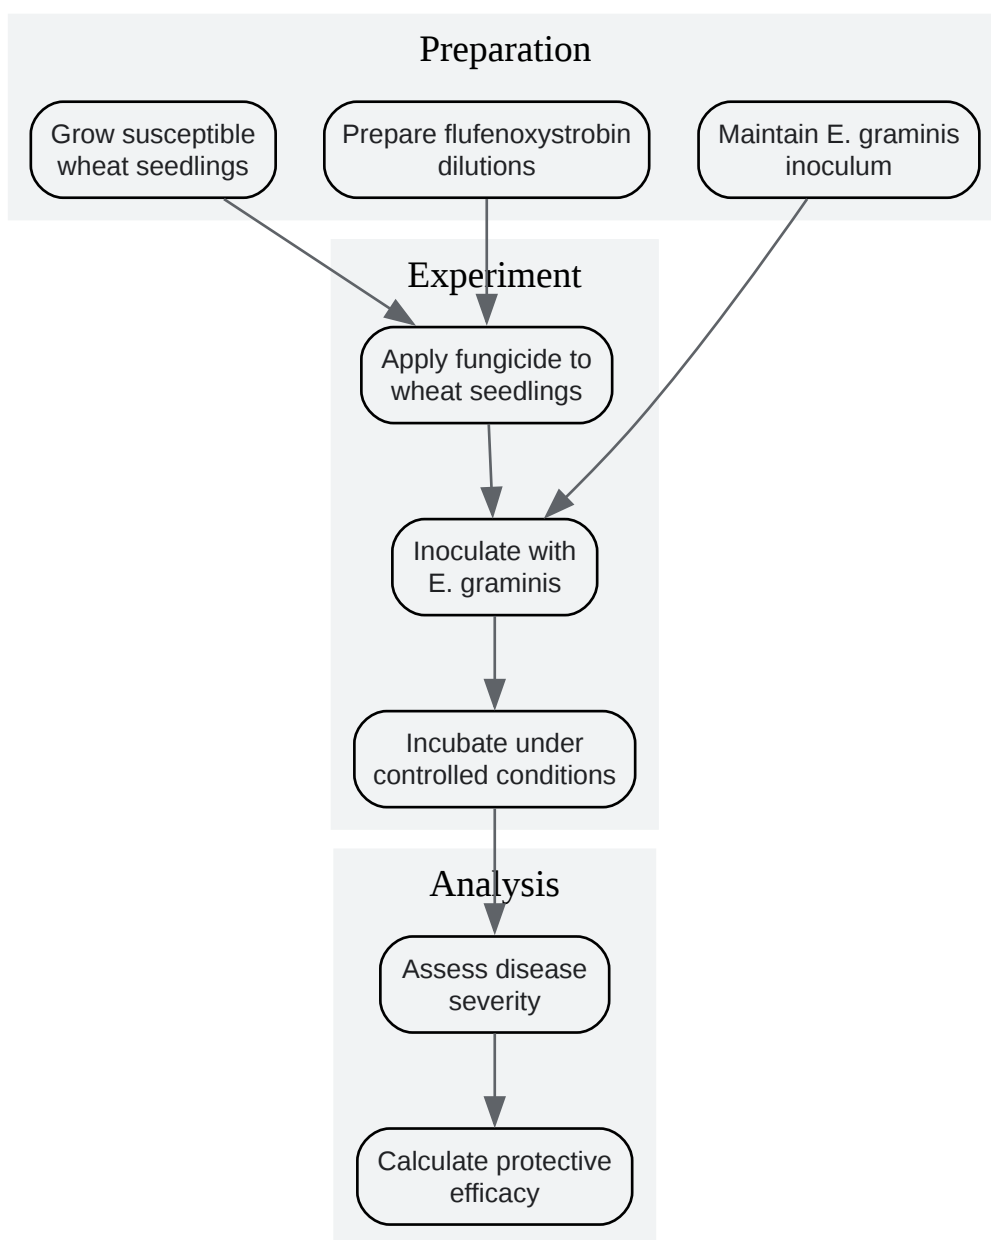 Preparation
Grow susceptible
wheat seedlings
Prepare flufenoxystrobin
dilutions
Maintain E. graminis
inoculum
Experiment
Apply fungicide to
wheat seedlings
Inoculate with
E. graminis
Incubate under
controlled conditions
Analysis
Assess disease
severity
Calculate protective
efficacy